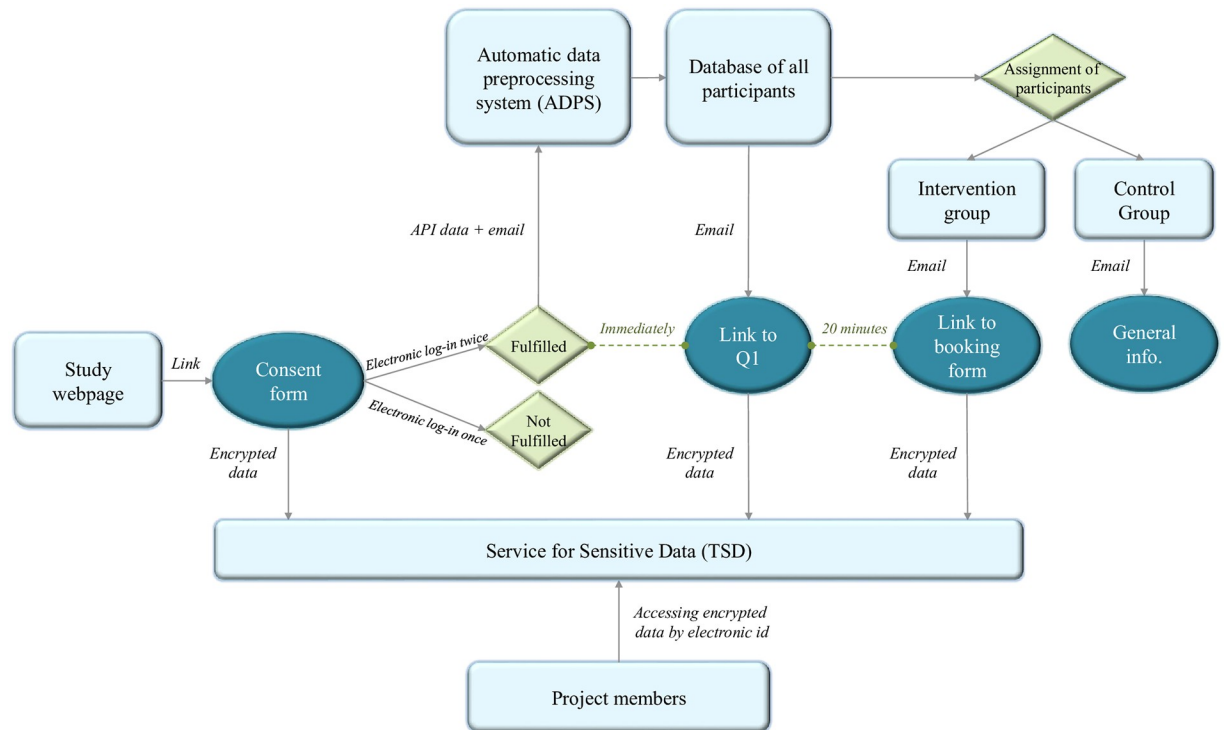 Automatic data
preprocessing
system (ADPS)
Database of all
participants
Assignment of
participants
Intervention
group
Control
Group
API data + email
Email
Email
Email
Study
webpage
Link
Consent
form
Electronic log-in twice
Electronic log-in once
Fulfilled
Not
Fulfilled
Immediately
Link to
Q1
20 minutes
Link to
booking
form
General
info.
Encrypted
data
Encrypted
data
Encrypted
data
Service for Sensitive Data (TSD)
Accessing encrypted
data by electronic id
Project members